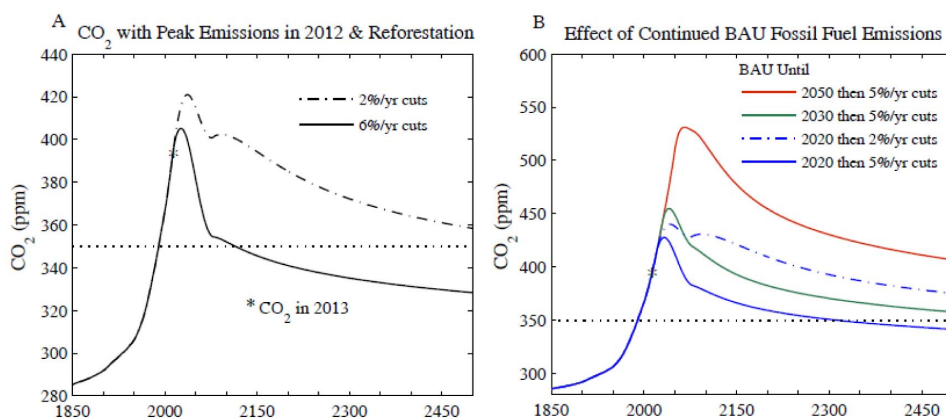 A
CO₂ with Peak Emissions in 2012 & Reforestation
440
420
400
380
360
340
320
300
280
CO₂ (ppm)
2%/yr cuts
6%/yr cuts
* CO₂ in 2013
1850
2000
2150
2300
2450
B
Effect of Continued BAU Fossil Fuel Emissions
600
550
500
450
400
350
300
CO₂ (ppm)
BAU Until
2050 then 5%/yr cuts
2030 then 5%/yr cuts
2020 then 2%/yr cuts
2020 then 5%/yr cuts
1850
2000
2150
2300
2450